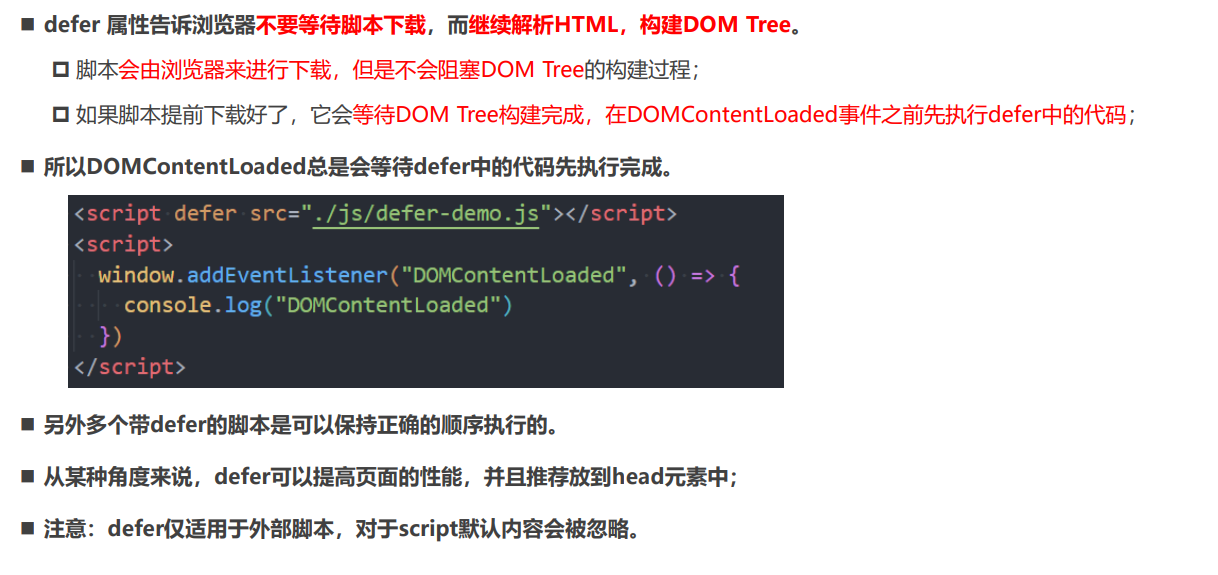 defer 属性告诉浏览器不要等待脚本下载，而继续解析HTML，构建DOM Tree。
脚本会由浏览器来进行下载，但是不会阻塞DOM Tree的构建过程；
如果脚本提前下载好了，它会等待DOM Tree构建完成，在DOMContentLoaded事件之前先执行defer中的代码；
所以DOMContentLoaded总是会等待defer中的代码先执行完成。
<script defer src="./js/defer-demo.js"></script>
<script>
window.addEventListener("DOMContentLoaded", () => {
console.log("DOMContentLoaded")
})
</script>
另外多个带defer的脚本是可以保持正确的顺序执行的。
从某种角度来说，defer可以提高页面的性能，并且推荐放到head元素中；
注意：defer仅适用于外部脚本，对于script默认内容会被忽略。